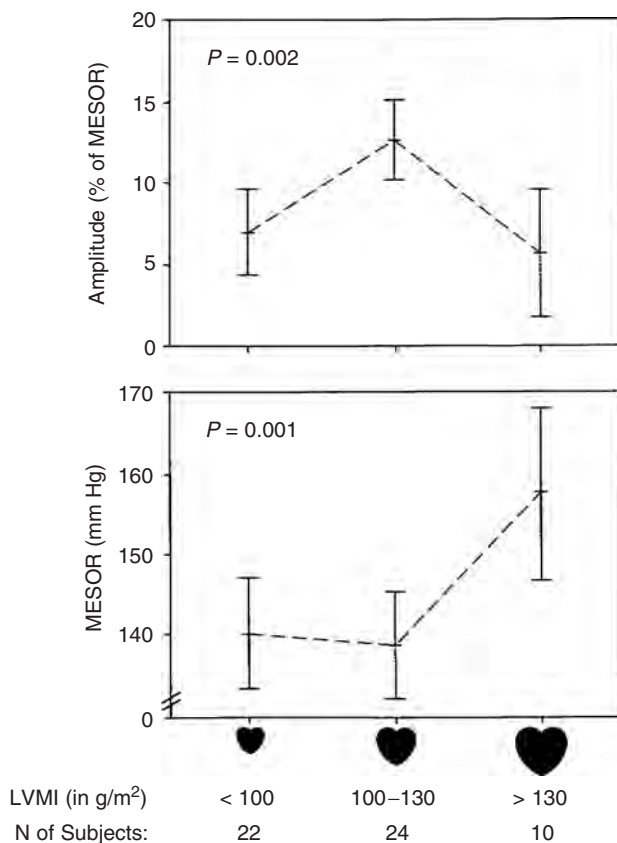 20
P = 0.002
15
10
5
0
Amplitude (% of MESOR)
170
P = 0.001
160
150
140
0
MESOR (mm Hg)
LVMI (in g/m²) < 100 100–130 > 130
N of Subjects: 22 24 10